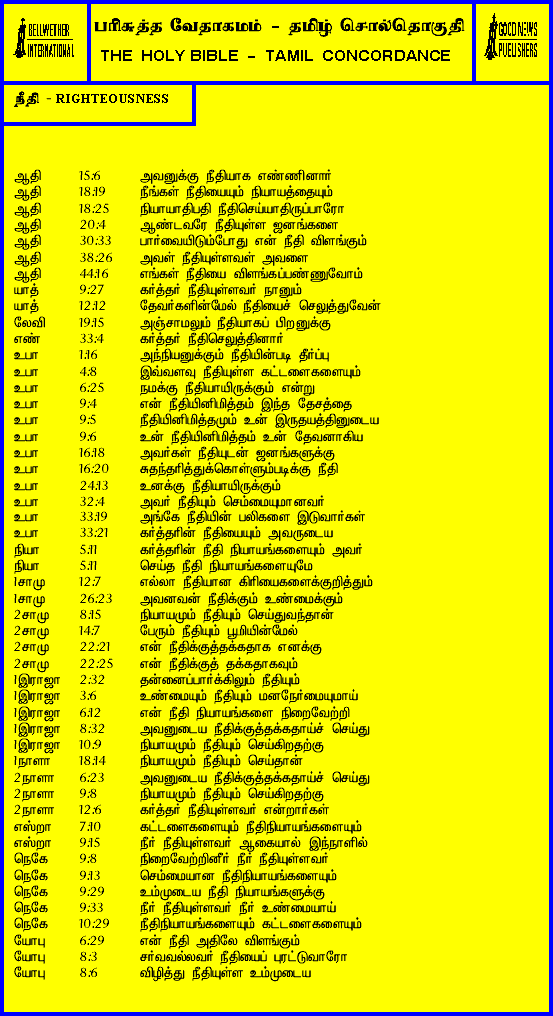 BELLWETHER
INTERNATIONAL
பரிசுத்த வேதாகமம் - தமிழ் சொல்தொகுதி
THE HOLY BIBLE - TAMIL CONCORDANCE
GOOD NEWS
PUBLISHERS
நீதி - RIGHTEOUSNESS
ஆதி 15:6 அவனுக்கு நீதியாக எண்ணினார்
ஆதி 18:19 நீங்கள் நீதியையும் நியாயத்தையும்
ஆதி 18:25 நியாயாதிபதி நீதிசெய்யாதிருப்பாரோ
ஆதி 20:4 ஆண்டவரே நீதியுள்ள ஜனங்களை
ஆதி 30:33 பார்வையிடும்போது என் நீதி விளங்கும்
ஆதி 38:26 அவள் நீதியுள்ளவள் அவளை
ஆதி 44:16 எங்கள் நீதியை விளங்கப்பண்ணுவோம்
யாத் 9:27 கர்த்தர் நீதியுள்ளவர் நானும்
யாத் 12:12 தேவர்களின்மேல் நீதியைச் செலுத்துவேன்
லேவி 19:15 அஞ்சாமலும் நீதியாகப் பிறனுக்கு
எண் 33:4 கர்த்தர் நீதிசெலுத்தினார்
உபா 1:16 அந்நியனுக்கும் நீதியின்படி தீர்ப்பு
உபா 4:8 இவ்வளவு நீதியுள்ள கட்டளைகளையும்
உபா 6:25 நமக்கு நீதியாயிருக்கும் என்று
உபா 9:4 என் நீதியினிமித்தம் இந்த தேசத்தை
உபா 9:5 நீதியினிமித்தமும் உன் இருதயத்தினுடைய
உபா 9:6 உன் நீதியினிமித்தம் உன் தேவனாகிய
உபா 16:18 அவர்கள் நீதியுடன் ஜனங்களுக்கு
உபா 16:20 சுதந்தரித்துக்கொள்ளும்படிக்கு நீதி
உபா 24:13 உனக்கு நீதியாயிருக்கும்
உபா 32:4 அவர் நீதியும் செம்மையுமானவர்
உபா 33:19 அங்கே நீதியின் பலிகளை இடுவார்கள்
உபா 33:21 கர்த்தரின் நீதியையும் அவருடைய
நியா 5:11 கர்த்தரின் நீதி நியாயங்களையும் அவர்
நியா 5:11 செய்த நீதி நியாயங்களையுமே
1சாமு 12:7 எல்லா நீதியான கிரியைகளைக்குறித்தும்
1சாமு 26:23 அவனவன் நீதிக்கும் உண்மைக்கும்
2சாமு 8:15 நியாயமும் நீதியும் செய்துவந்தான்
2சாமு 14:7 பேரும் நீதியும் பூமியின்மேல்
2சாமு 22:21 என் நீதிக்குத்தக்கதாக எனக்கு
2சாமு 22:25 என் நீதிக்குத் தக்கதாகவும்
1இராஜா 2:32 தன்னைப்பார்க்கிலும் நீதியும்
1இராஜா 3:6 உண்மையும் நீதியும் மனநேர்மையுமாய்
1இராஜா 6:12 என் நீதி நியாயங்களை நிறைவேற்றி
1இராஜா 8:32 அவனுடைய நீதிக்குத்தக்கதாய்ச் செய்து
1இராஜா 10:9 நியாயமும் நீதியும் செய்கிறதற்கு
1நாளா 18:14 நியாயமும் நீதியும் செய்தான்
2நாளா 6:23 அவனுடைய நீதிக்குத்தக்கதாய்ச் செய்து
2நாளா 9:8 நியாயமும் நீதியும் செய்கிறதற்கு
2நாளா 12:6 கர்த்தர் நீதியுள்ளவர் என்றார்கள்
எஸ்றா 7:10 கட்டளைகளையும் நீதிநியாயங்களையும்
எஸ்றா 9:15 நீர் நீதியுள்ளவர் ஆகையால் இந்நாளில்
நெகே 9:8 நிறைவேற்றினீர் நீர் நீதியுள்ளவர்
நெகே 9:13 செம்மையான நீதிநியாயங்களையும்
நெகே 9:29 உம்முடைய நீதி நியாயங்களுக்கு
நெகே 9:33 நீர் நீதியுள்ளவர் நீர் உண்மையாய்
நெகே 10:29 நீதிநியாயங்களையும் கட்டளைகளையும்
யோபு 6:29 என் நீதி அதிலே விளங்கும்
யோபு 8:3 சர்வவல்லவர் நீதியைப் புரட்டுவாரோ
யோபு 8:6 விழித்து நீதியுள்ள உம்முடைய